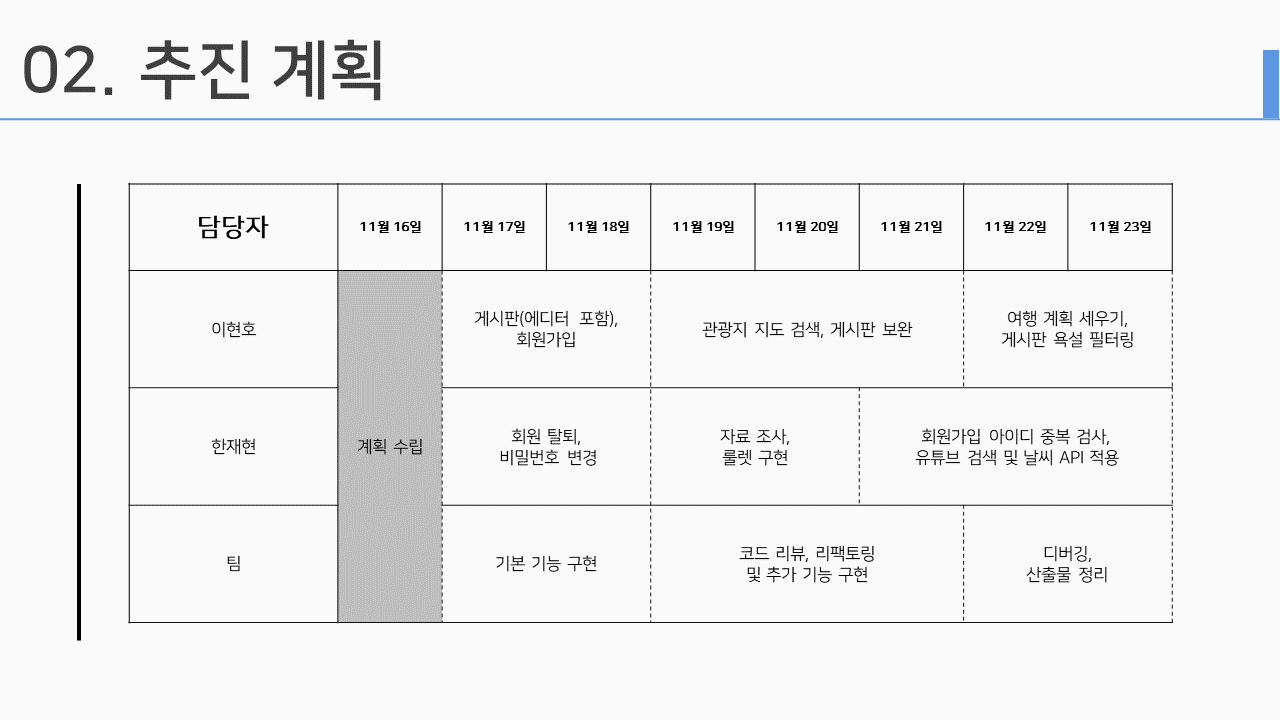 02. 추진 계획
담당자
11월 16일
11월 17일
11월 18일
11월 19일
11월 20일
11월 21일
11월 22일
11월 23일
이현호
계획 수립
게시판(에디터 포함),
회원가입
관광지 지도 검색, 게시판 보완
여행 계획 세우기,
게시판 욕설 필터링
한재현
회원 탈퇴,
비밀번호 변경
자료 조사,
룰렛 구현
회원가입 아이디 중복 검사,
유튜브 검색 및 날씨 API 적용
팀
기본 기능 구현
코드 리뷰, 리팩토링
및 추가 기능 구현
디버깅,
산출물 정리